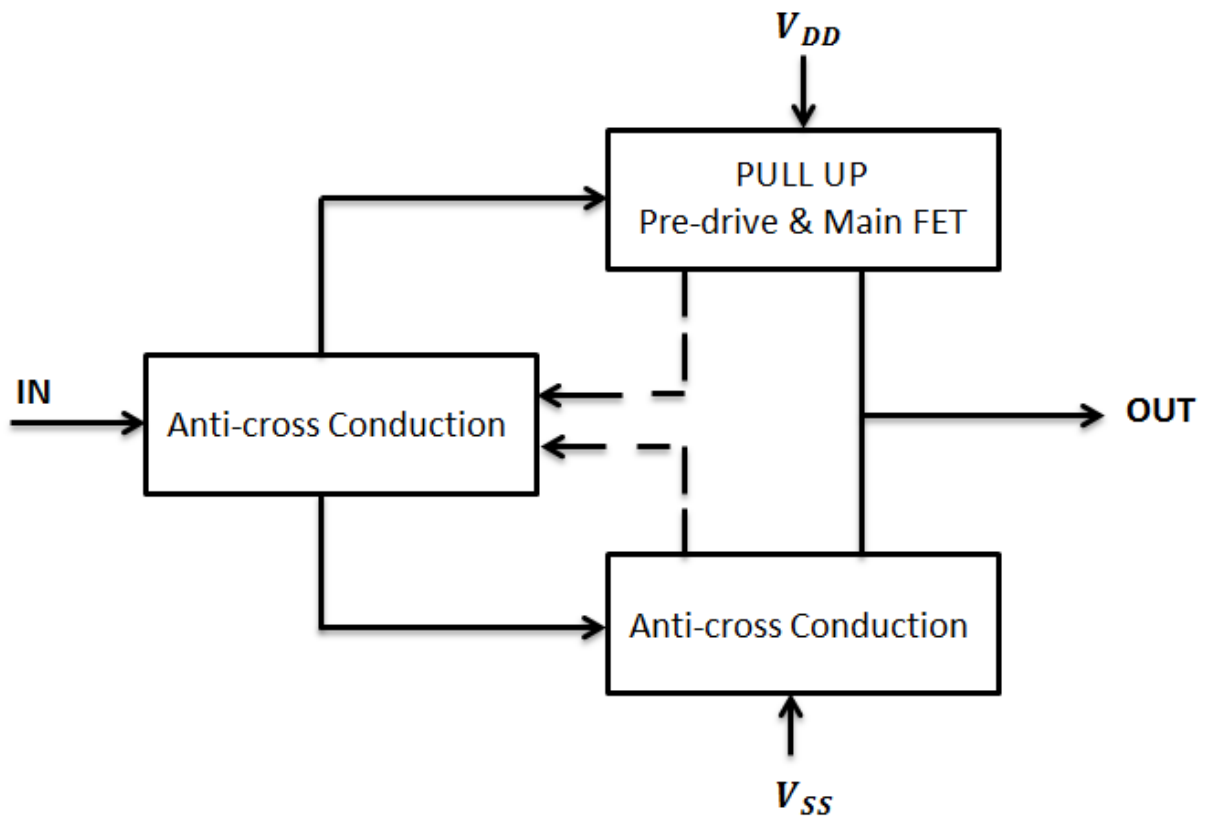 V_DD
PULL UP
Pre-drive & Main FET
IN
Anti-cross Conduction
OUT
Anti-cross Conduction
V_SS